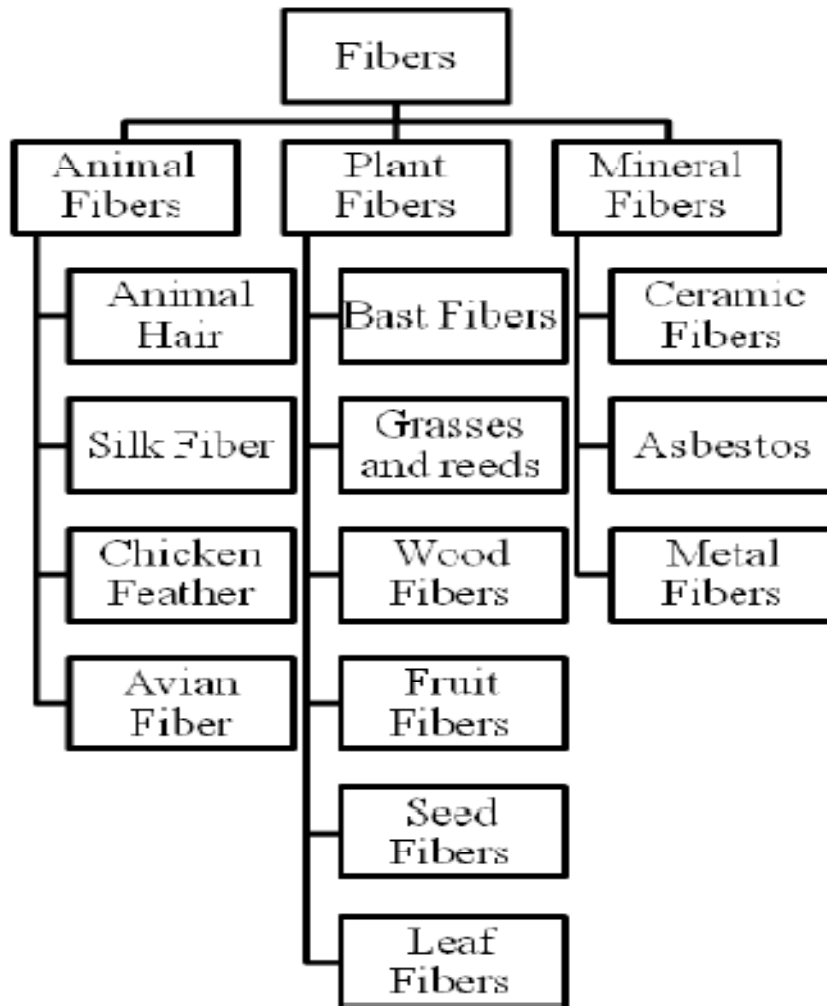 Fibers
Animal
Fibers
Plant
Fibers
Mineral
Fibers
Animal
Hair
Silk Fiber
Chicken
Feather
Avian
Fiber
Bast Fibers
Grasses
and reeds
Wood
Fibers
Fruit
Fibers
Seed
Fibers
Leaf
Fibers
Ceramic
Fibers
Asbestos
Metal
Fibers